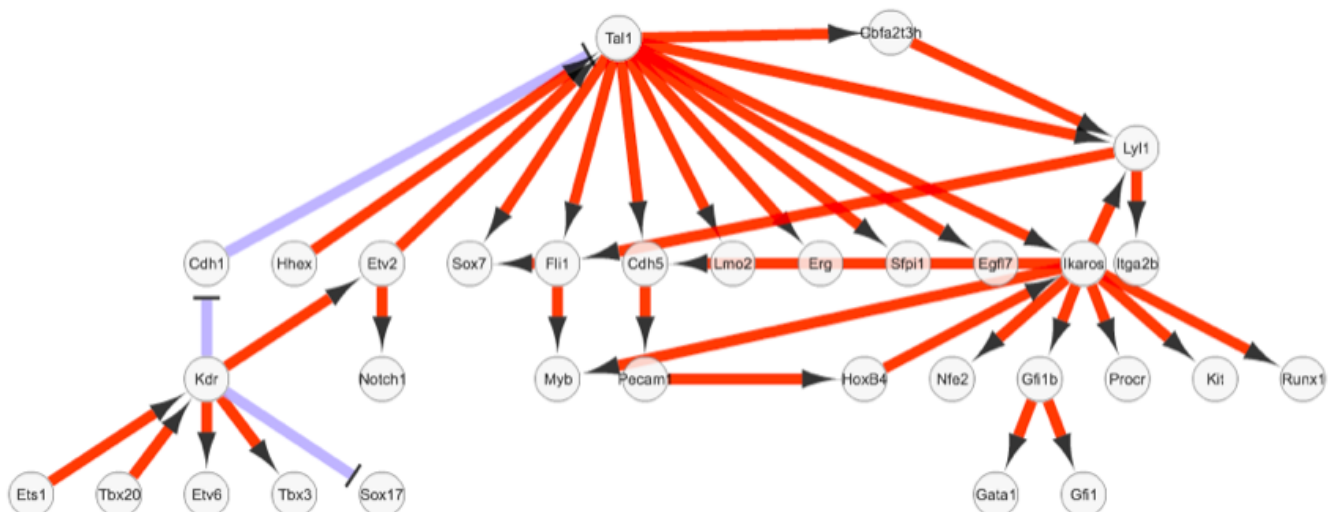 Tal1
Cbfa2t3h
Lyl1
Cdh1
Hhex
Etv2
Sox7
Fli1
Cdh5
Lmo2
Erg
Sfpi1
Egfl7
Ikaros
Itga2b
Kdr
Notch1
Myb
Pecam1
HoxB4
Nfe2
Gfi1b
Procr
Kit
Runx1
Ets1
Tbx20
Etv6
Tbx3
Sox17
Gata1
Gfi1